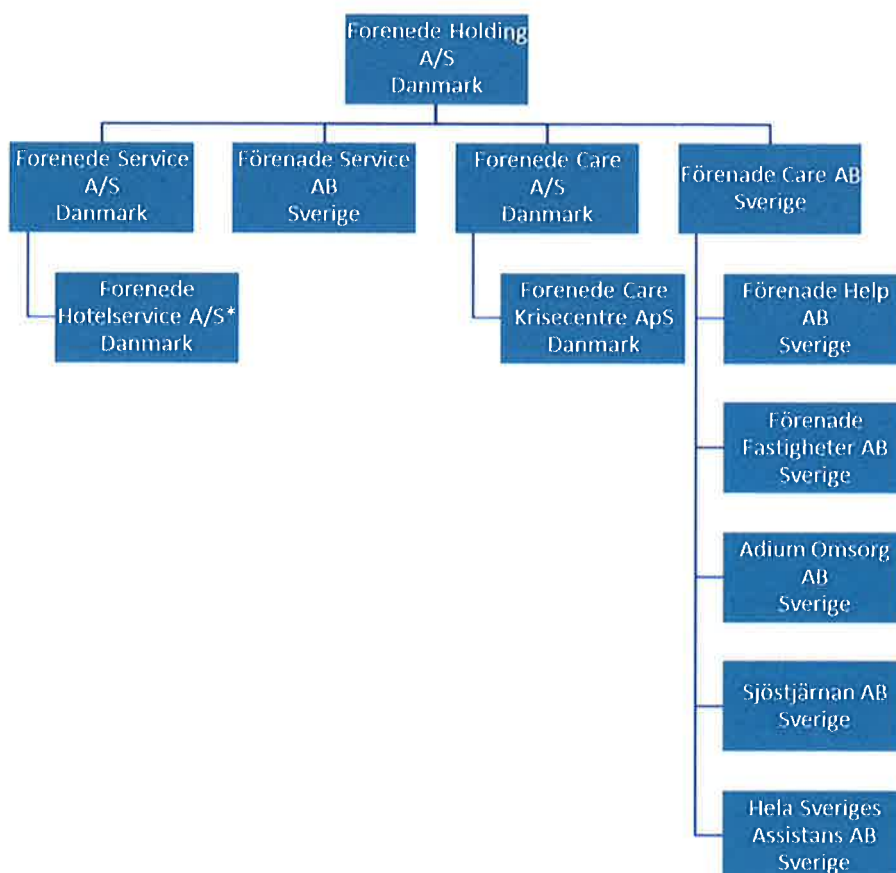 Forenede Holding
A/S
Danmark
Forenede Service
A/S
Danmark
Förenade Service
AB
Sverige
Forenede Care
A/S
Danmark
Förenade Care AB
Sverige
Forenede
Hotelservice A/S*
Danmark
Forenede Care
Krisecentre ApS
Danmark
Förenade Help
AB
Sverige
Förenade
Fastigheter AB
Sverige
Adium Omsorg
AB
Sverige
Sjöstjärnan AB
Sverige
Hela Sveriges
Assistans AB
Sverige